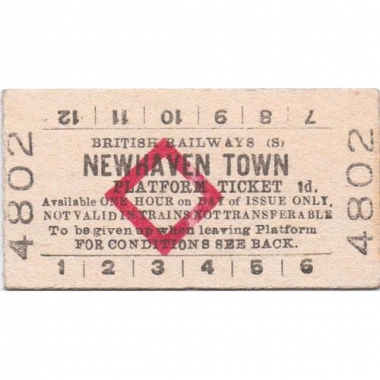 7 | 8 | 9 | 10 | 11 | 12
BRITISH RAILWAYS (S)
NEWHAVEN TOWN
PLATFORM TICKET 1d.
Available ONE HOUR on DAY of ISSUE ONLY.
NOT VALID IN TRAINS NOT TRANSFERABLE
To be given up when leaving Platform
FOR CONDITIONS SEE BACK.
1 | 2 | 3 | 4 | 5 | 6
4802
4802